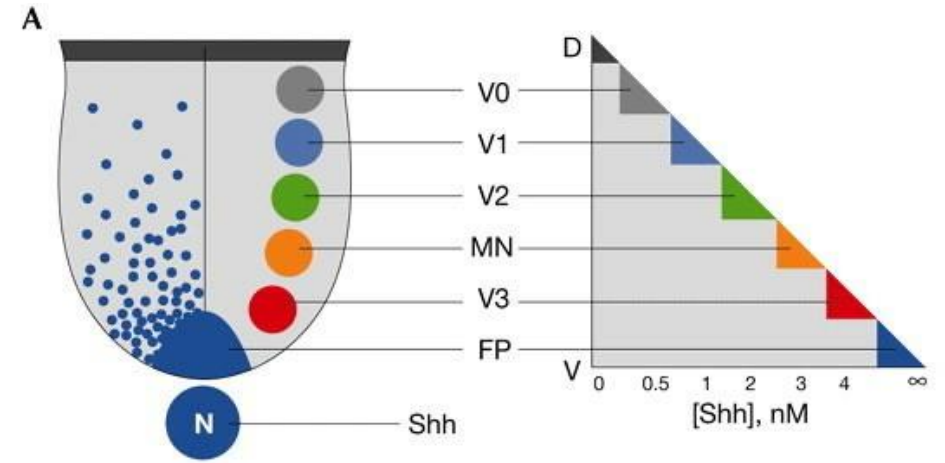 A
D
V0
V1
V2
MN
V3
FP
V
0 0.5 1 2 3 4 ∞
[Shh], nM
N
Shh